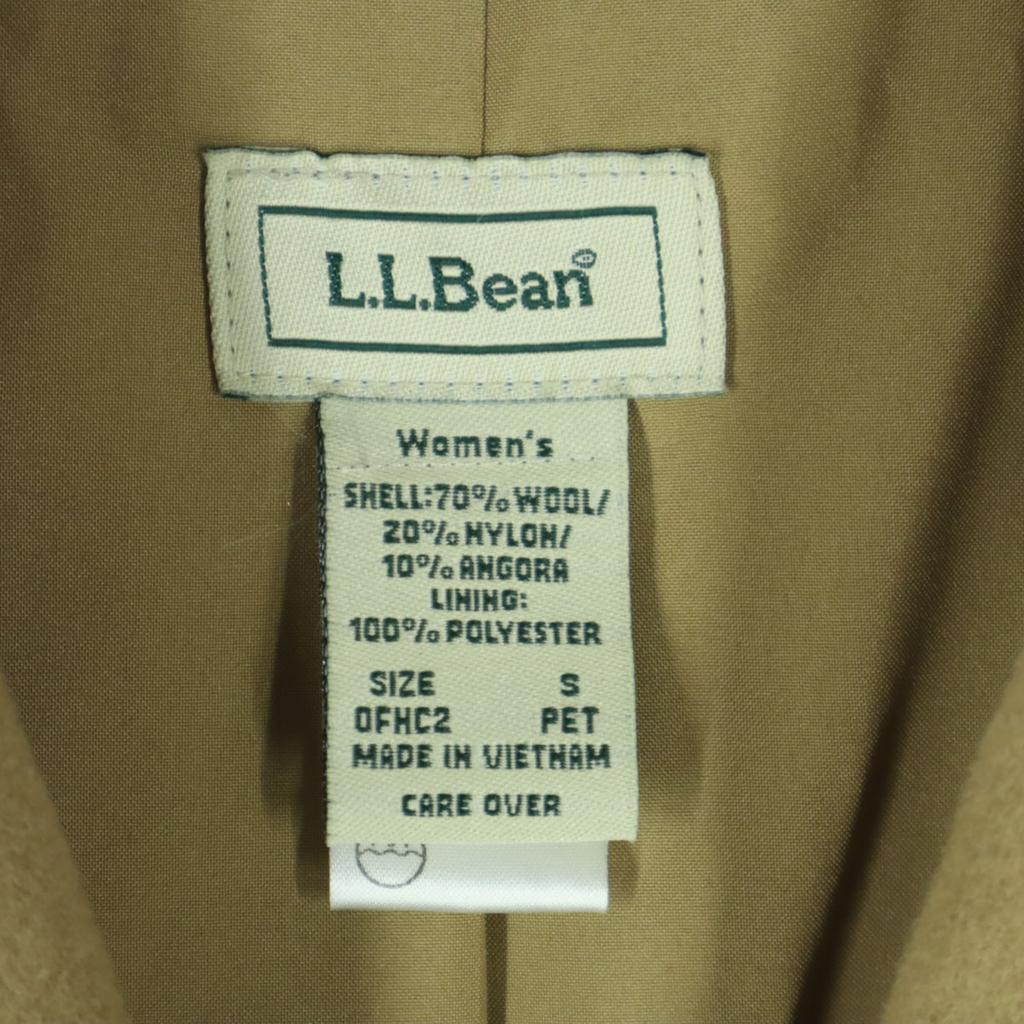 L.L.Bean®
Women's
SHELL:70% WOOL/
20% NYLON/
10% ANGORA
LINING:
100% POLYESTER
SIZE S
0FHC2 PET
MADE IN VIETNAM
CARE OVER